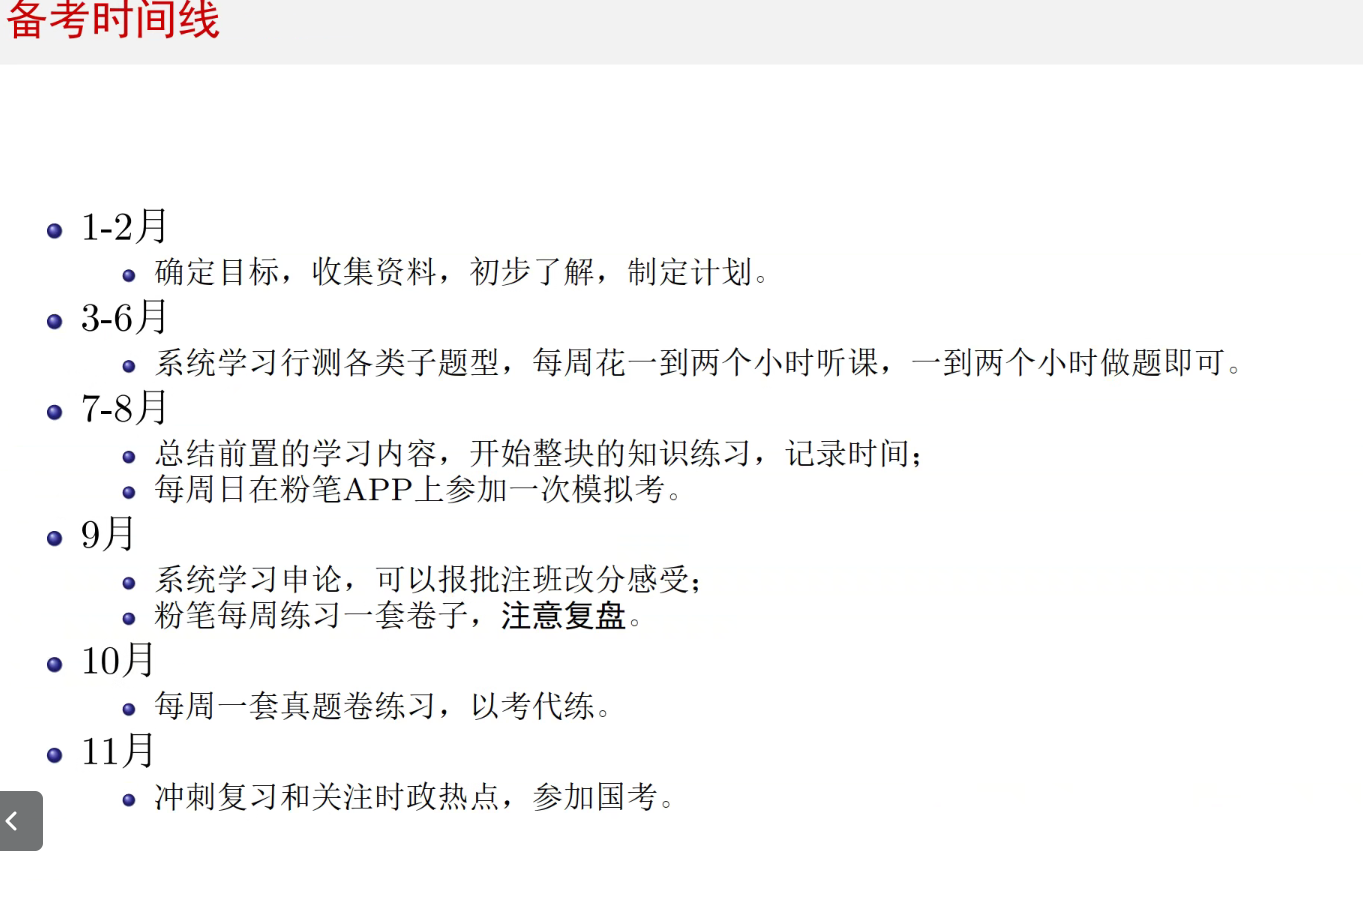 备考时间线
1-2月
确定目标，收集资料，初步了解，制定计划。
3-6月
系统学习行测各类子题型，每周花一到两个小时听课，一到两个小时做题即可。
7-8月
总结前置的学习内容，开始整块的知识练习，记录时间；
每周日在粉笔APP上参加一次模拟考。
9月
系统学习申论，可以报批注班改分感受；
粉笔每周练习一套卷子，注意复盘。
10月
每周一套真题卷练习，以考代练。
11月
冲刺复习和关注时政热点，参加国考。